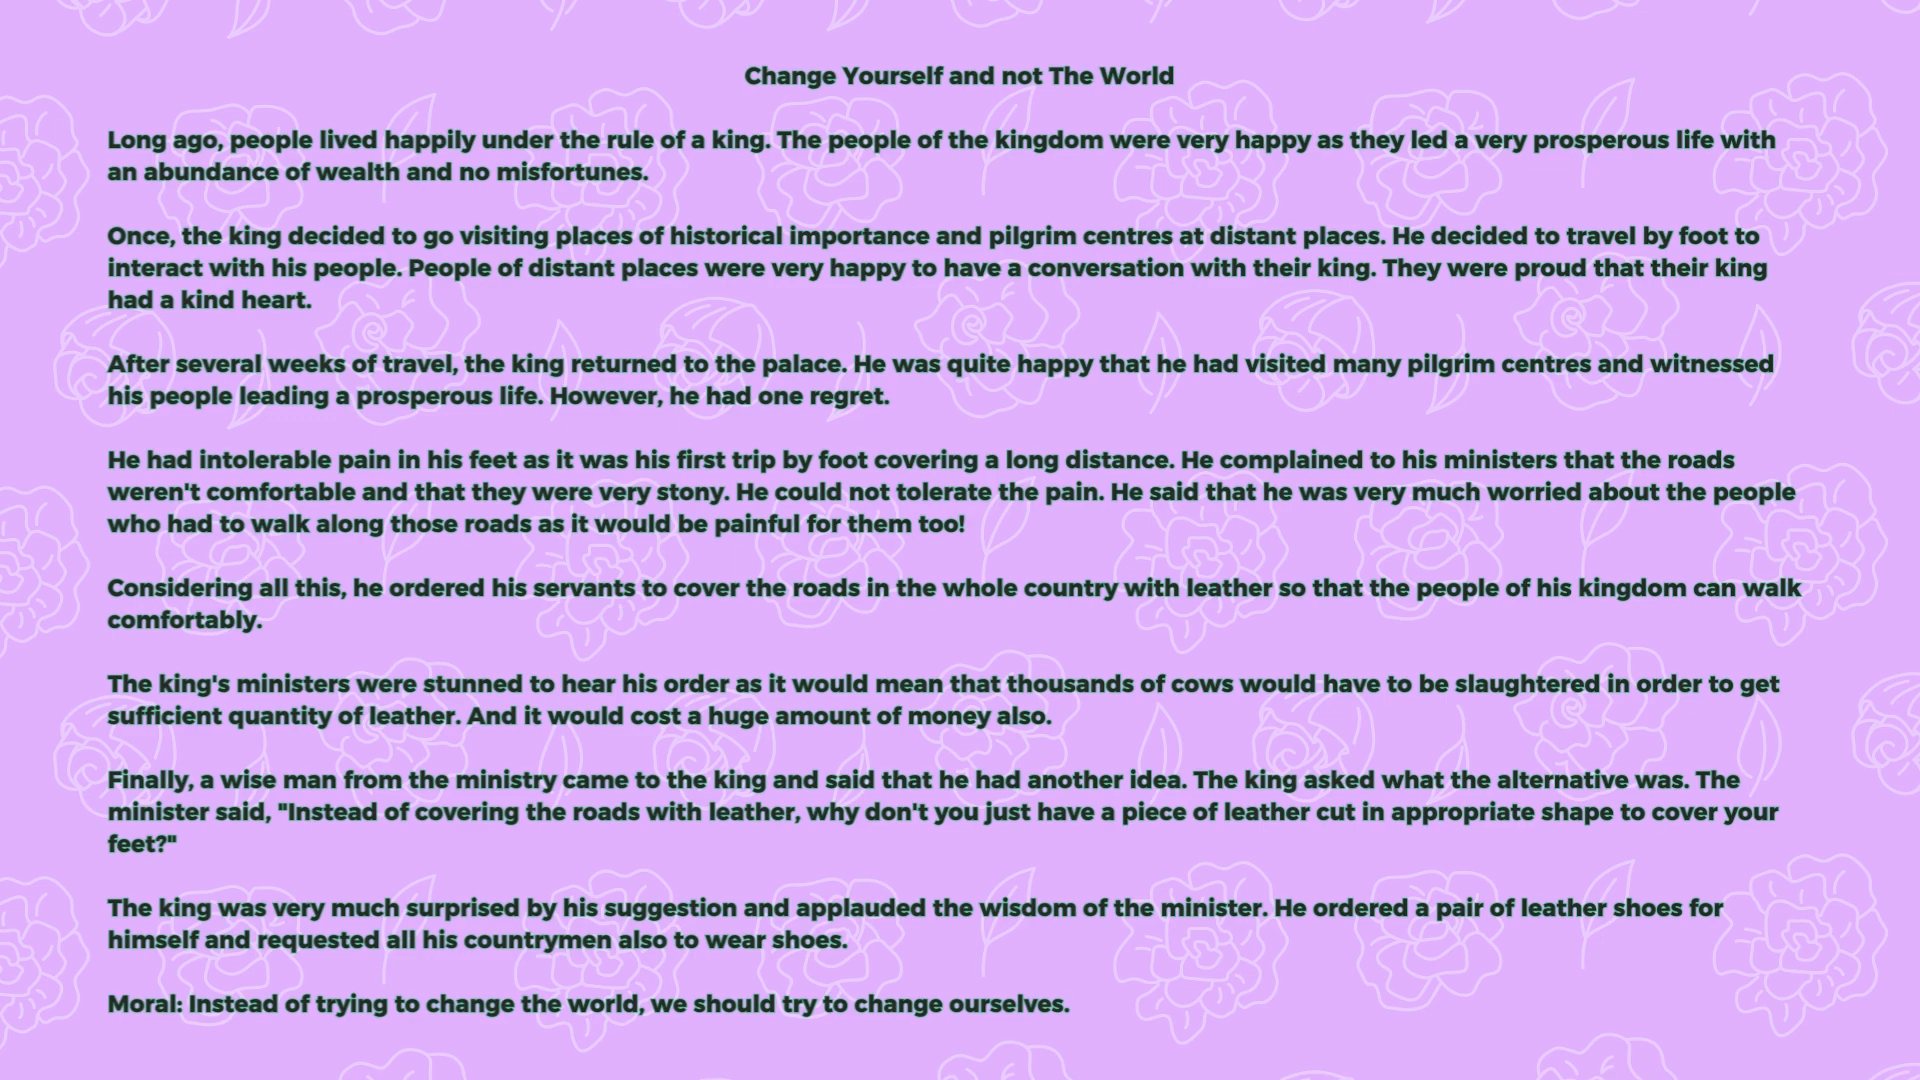 Change Yourself and not The World
Long ago, people lived happily under the rule of a king. The people of the kingdom were very happy as they led a very prosperous life with
an abundance of wealth and no misfortunes.
Once, the king decided to go visiting places of historical importance and pilgrim centres at distant places. He decided to travel by foot to
interact with his people. People of distant places were very happy to have a conversation with their king. They were proud that their king
had a kind heart.
After several weeks of travel, the king returned to the palace. He was quite happy that he had visited many pilgrim centres and witnessed
his people leading a prosperous life. However, he had one regret.
He had intolerable pain in his feet as it was his first trip by foot covering a long distance. He complained to his ministers that the roads
weren't comfortable and that they were very stony. He could not tolerate the pain. He said that he was very much worried about the people
who had to walk along those roads as it would be painful for them too!
Considering all this, he ordered his servants to cover the roads in the whole country with leather so that the people of his kingdom can walk
comfortably.
The king's ministers were stunned to hear his order as it would mean that thousands of cows would have to be slaughtered in order to get
sufficient quantity of leather. And it would cost a huge amount of money also.
Finally, a wise man from the ministry came to the king and said that he had another idea. The king asked what the alternative was. The
minister said, "Instead of covering the roads with leather, why don't you just have a piece of leather cut in appropriate shape to cover your
feet?"
The king was very much surprised by his suggestion and applauded the wisdom of the minister. He ordered a pair of leather shoes for
himself and requested all his countrymen also to wear shoes.
Moral: Instead of trying to change the world, we should try to change ourselves.